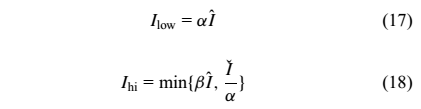 I_low = αÎ (17)
I_hi = min{βÎ, Ǐ/α} (18)